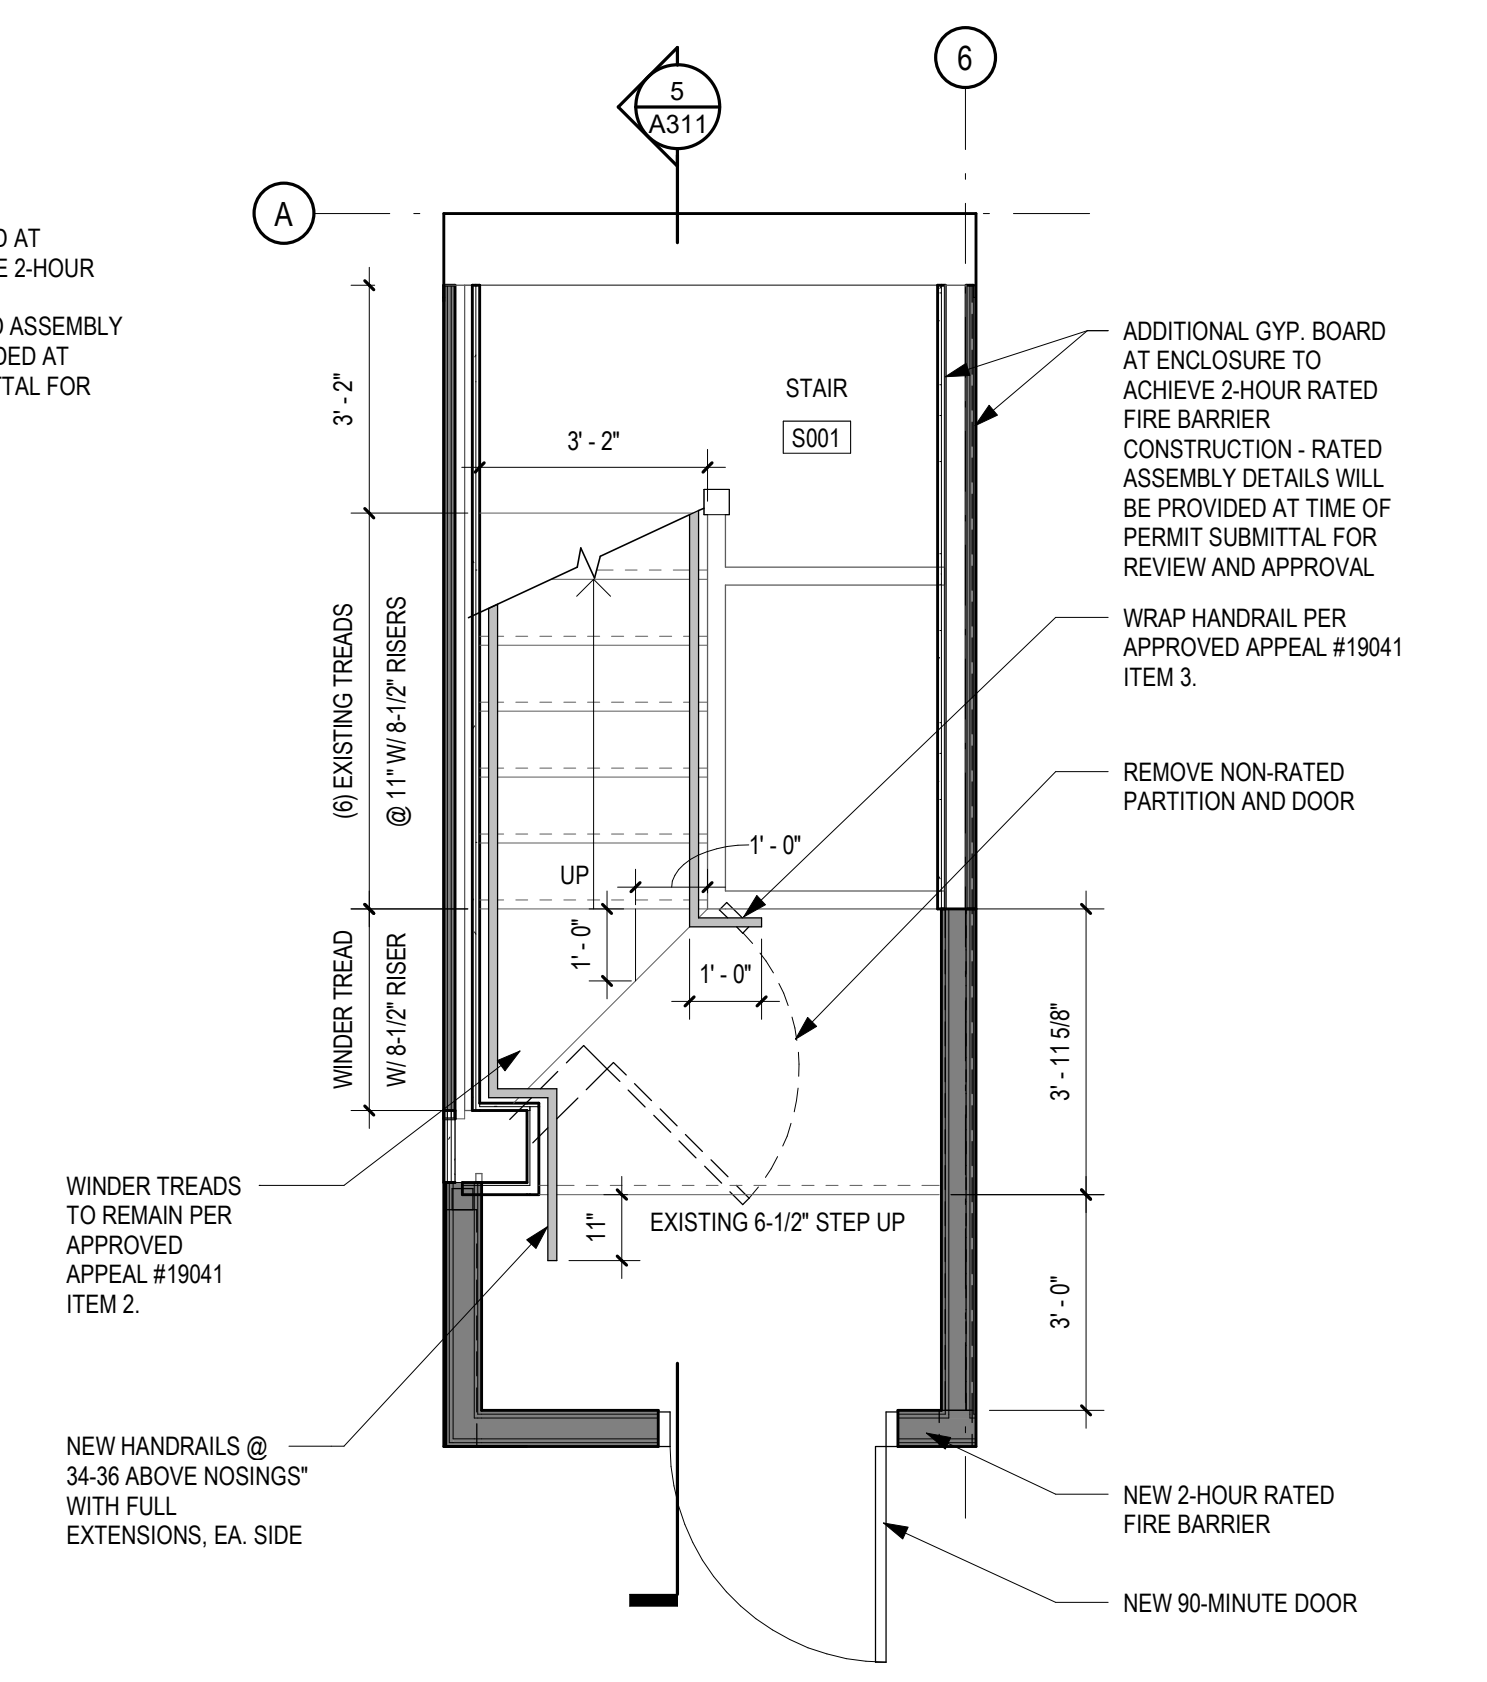 5
A311
6
A
D AT
E 2-HOUR
D ASSEMBLY
DED AT
TTAL FOR
3' - 2"
STAIR
S001
3' - 2"
ADDITIONAL GYP. BOARD
AT ENCLOSURE TO
ACHIEVE 2-HOUR RATED
FIRE BARRIER
CONSTRUCTION - RATED
ASSEMBLY DETAILS WILL
BE PROVIDED AT TIME OF
PERMIT SUBMITTAL FOR
REVIEW AND APPROVAL
WRAP HANDRAIL PER
APPROVED APPEAL #19041
ITEM 3.
(6) EXISTING TREADS
@ 11" W/ 8-1/2" RISERS
REMOVE NON-RATED
PARTITION AND DOOR
1' - 0"
UP
1' - 0"
1' - 0"
WINDER TREAD
W/ 8-1/2" RISER
3' - 11 5/8"
WINDER TREADS
TO REMAIN PER
APPROVED
APPEAL #19041
ITEM 2.
11"
EXISTING 6-1/2" STEP UP
3' - 0"
NEW HANDRAILS @
34-36 ABOVE NOSINGS"
WITH FULL
EXTENSIONS, EA. SIDE
NEW 2-HOUR RATED
FIRE BARRIER
NEW 90-MINUTE DOOR